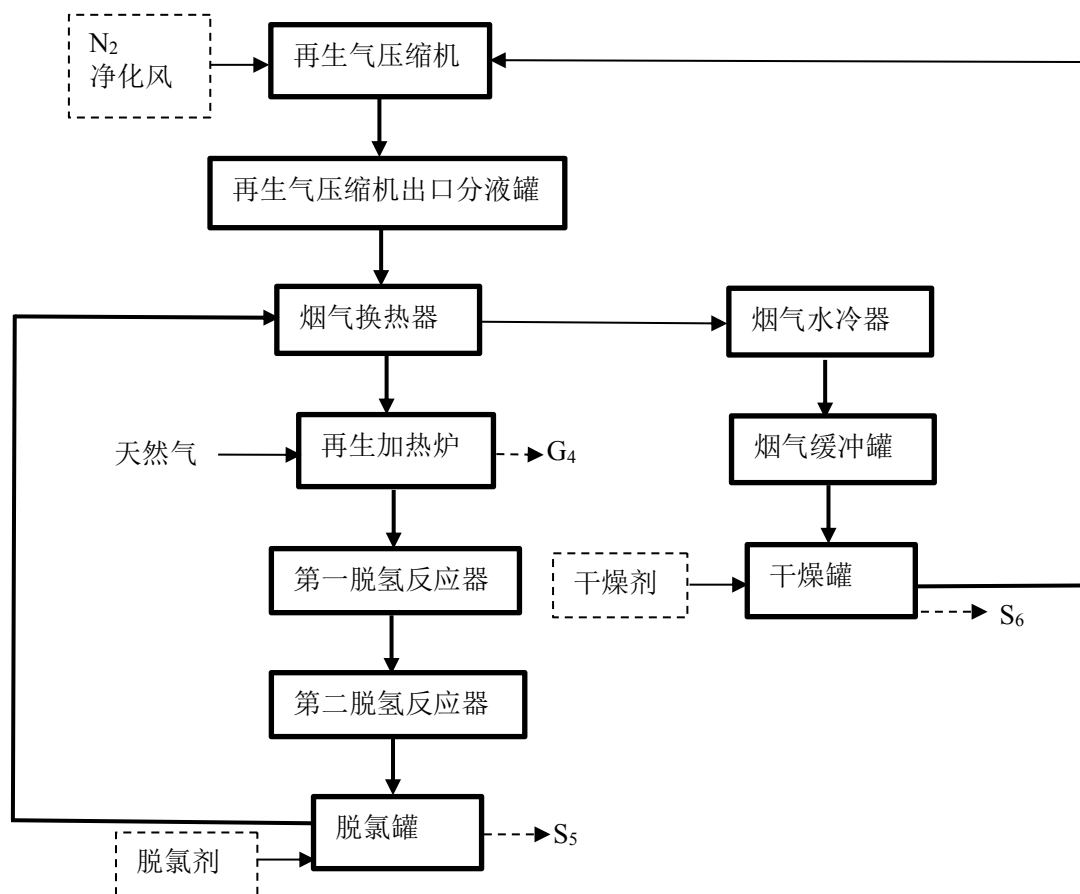 N₂
净化风
再生气压缩机
再生气压缩机出口分液罐
烟气换热器
烟气水冷器
再生加热炉
天然气
G₄
烟气缓冲罐
第一脱氢反应器
干燥剂
干燥罐
S₆
第二脱氢反应器
脱氯罐
S₅
脱氯剂